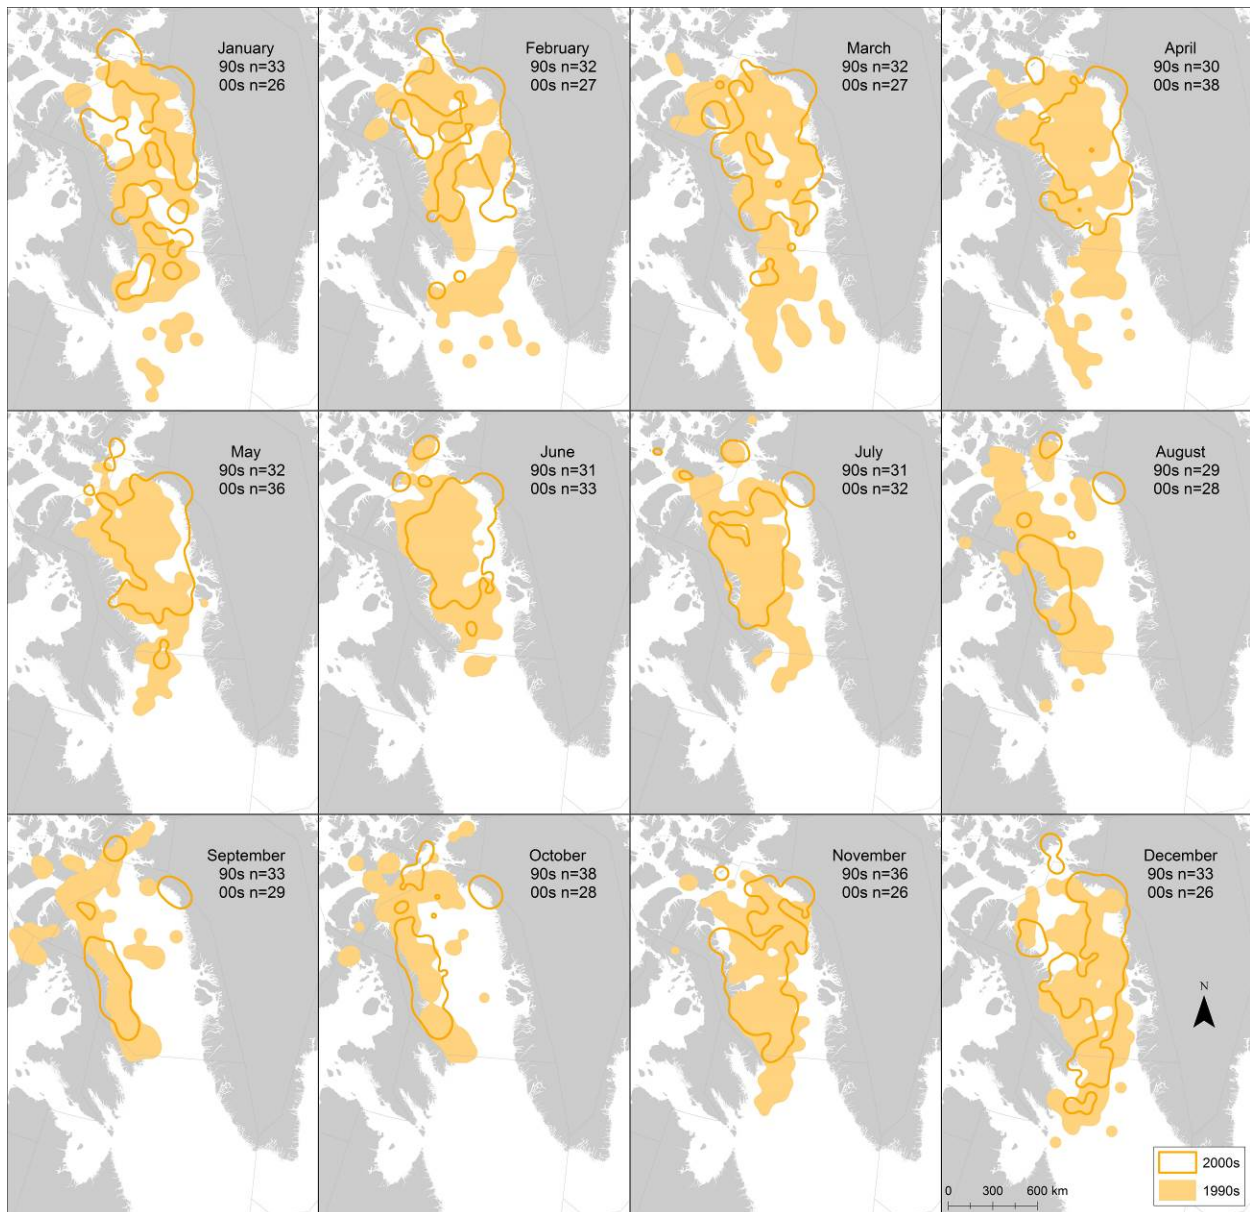 January
90s n=33
00s n=26
February
90s n=32
00s n=27
March
90s n=32
00s n=27
April
90s n=30
00s n=38
May
90s n=32
00s n=36
June
90s n=31
00s n=33
July
90s n=31
00s n=32
August
90s n=29
00s n=28
September
90s n=33
00s n=29
October
90s n=38
00s n=28
November
90s n=36
00s n=26
December
90s n=33
00s n=26
N
2000s
1990s
0 300 600 km